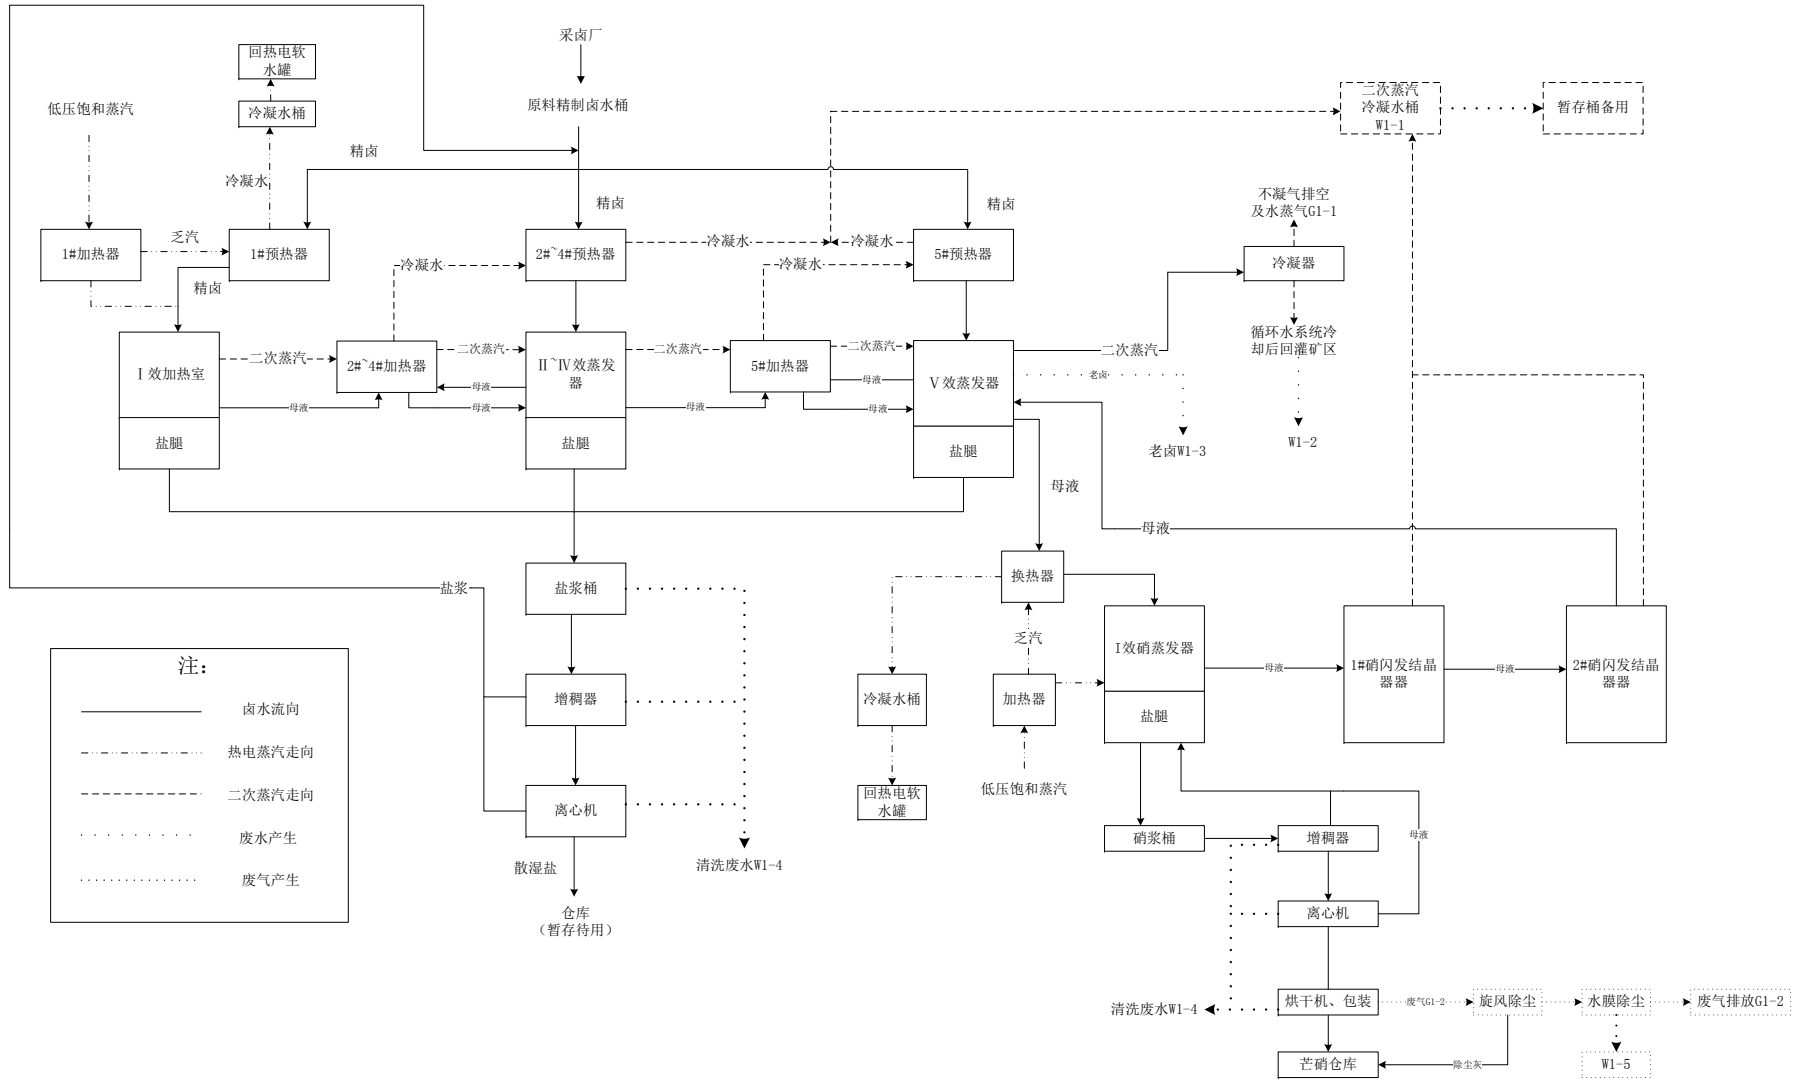 采卤厂
回热电软
水罐
低压饱和蒸汽
冷凝水桶
原料精制卤水桶
二次蒸汽
冷凝水桶
W1-1
暂存桶备用
精卤
冷凝水
精卤
精卤
不凝气排空
及水蒸气G1-1
1#加热器
乏汽
1#预热器
2#~4#预热器
冷凝水
冷凝水
5#预热器
冷凝器
冷凝水
冷凝水
精卤
循环水系统冷
却后回灌矿区
Ⅰ效加热室
二次蒸汽
2#~4#加热器
二次蒸汽
Ⅱ~Ⅳ效蒸发
器
二次蒸汽
5#加热器
二次蒸汽
Ⅴ效蒸发器
二次蒸汽
老卤
母液
母液
母液
母液
母液
母液
盐腿
盐腿
盐腿
老卤W1-3
W1-2
母液
母液
盐浆
盐浆桶
换热器
乏汽
Ⅰ效硝蒸发器
母液
1#硝闪发结晶
器器
母液
2#硝闪发结晶
器器
增稠器
冷凝水桶
加热器
盐腿
低压饱和蒸汽
回热电软
水罐
离心机
硝浆桶
增稠器
母液
清洗废水W1-4
散湿盐
仓库
（暂存待用）
离心机
清洗废水W1-4
烘干机、包装
废气G1-2
旋风除尘
水膜除尘
废气排放G1-2
芒硝仓库
除尘灰
W1-5
注：
卤水流向
热电蒸汽走向
二次蒸汽走向
废水产生
废气产生